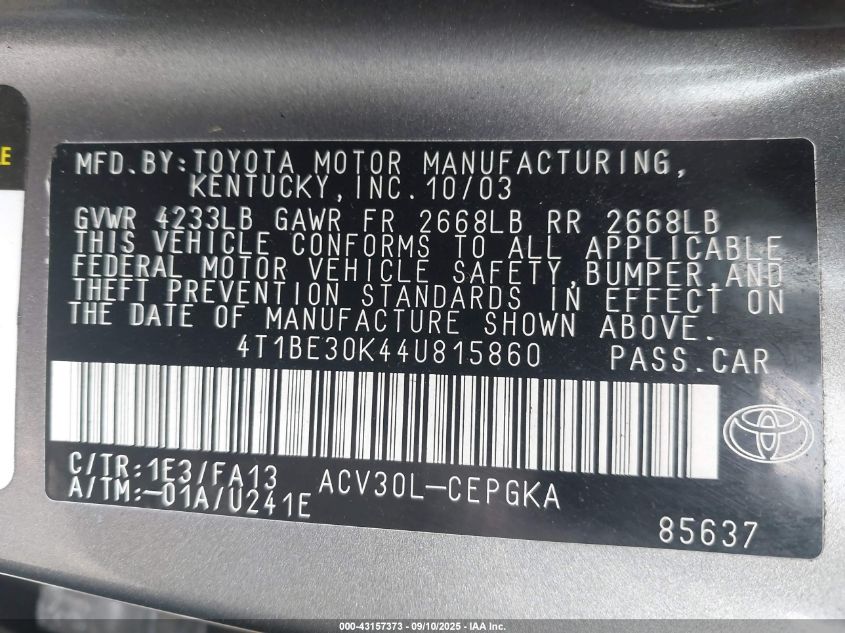 LE
MFD.BY:TOYOTA MOTOR MANUFACTURING,
KENTUCKY,INC.10/03
GVWR 4233LB GAWR FR 2668LB RR 2668LB
THIS VEHICLE CONFORMS TO ALL APPLICABLE
FEDERAL MOTOR VEHICLE SAFETY,BUMPER,AND
THEFT PREVENTION STANDARDS IN EFFECT ON
THE DATE OF MANUFACTURE SHOWN ABOVE.
4T1BE30K44U815860 PASS.CAR
C/TR:1E3/FA13 ACV30L-CEPGKA
A/TM:-01A/U241E
85637
000-43157373 - 09/10/2025 - IAA Inc.